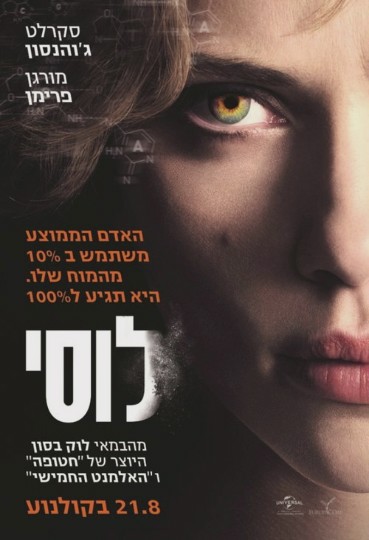 סקרלט
ג'והנסון
מורגן
פרימן
האדם הממוצע
משתמש ב 10%
מהמוח שלו.
היא תגיע ל100%
לוסי
מהבמאי לוק בסון
היוצר של "חטופה"
ו"האלמנט החמישי"
21.8 בקולנוע
UNIVERSAL